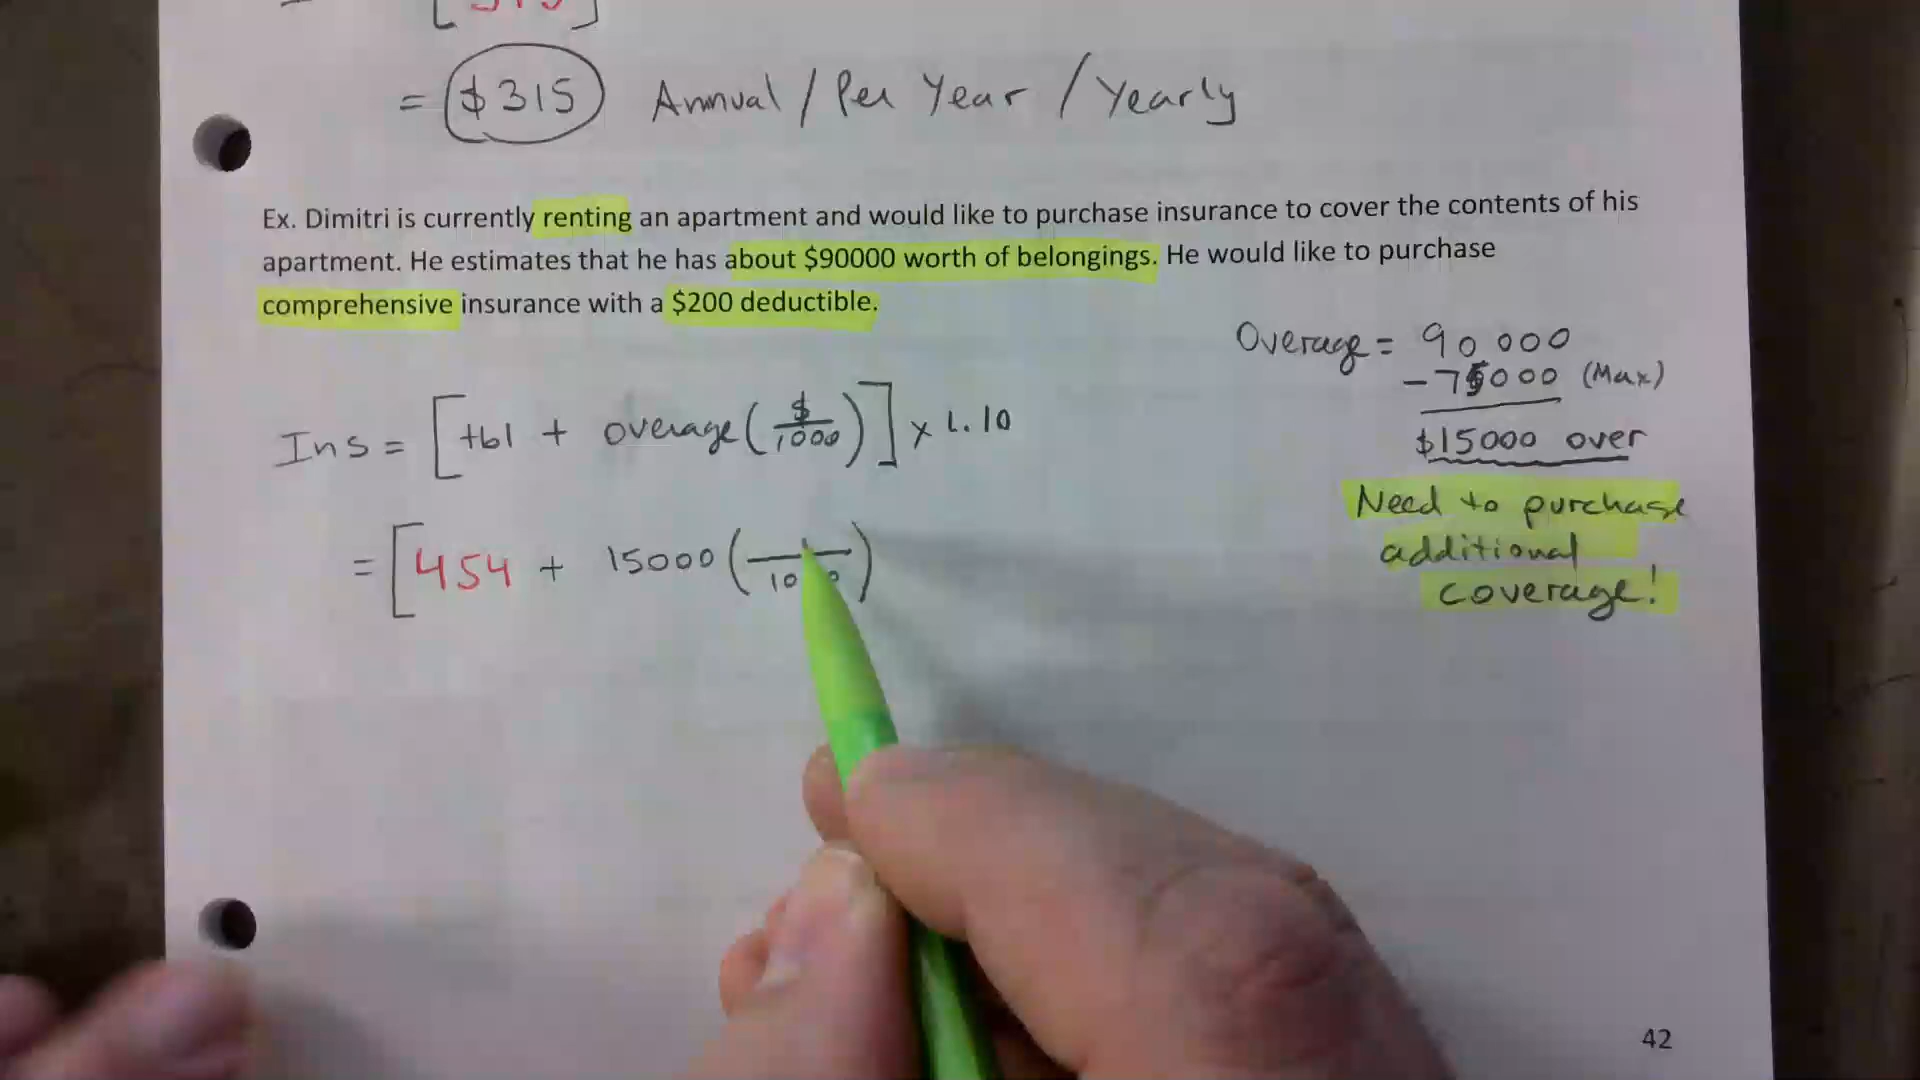 = $315 Annual / Per Year / Yearly
Ex. Dimitri is currently renting an apartment and would like to purchase insurance to cover the contents of his
apartment. He estimates that he has about $90000 worth of belongings. He would like to purchase
comprehensive insurance with a $200 deductible.
Overage = 90 000
- 75000 (Max)
$15000 over
Need to purchase
additional
coverage!
Ins = [tbl + overage ($/1000)] x 1.10
= [454 + 15000 (
42